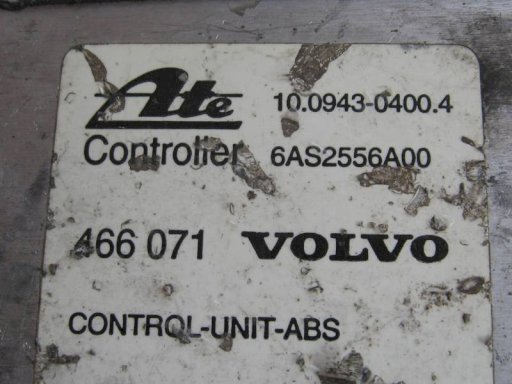 Ate 10.0943-0400.4
Controller 6AS2556A00
466 071 VOLVO
CONTROL-UNIT-ABS